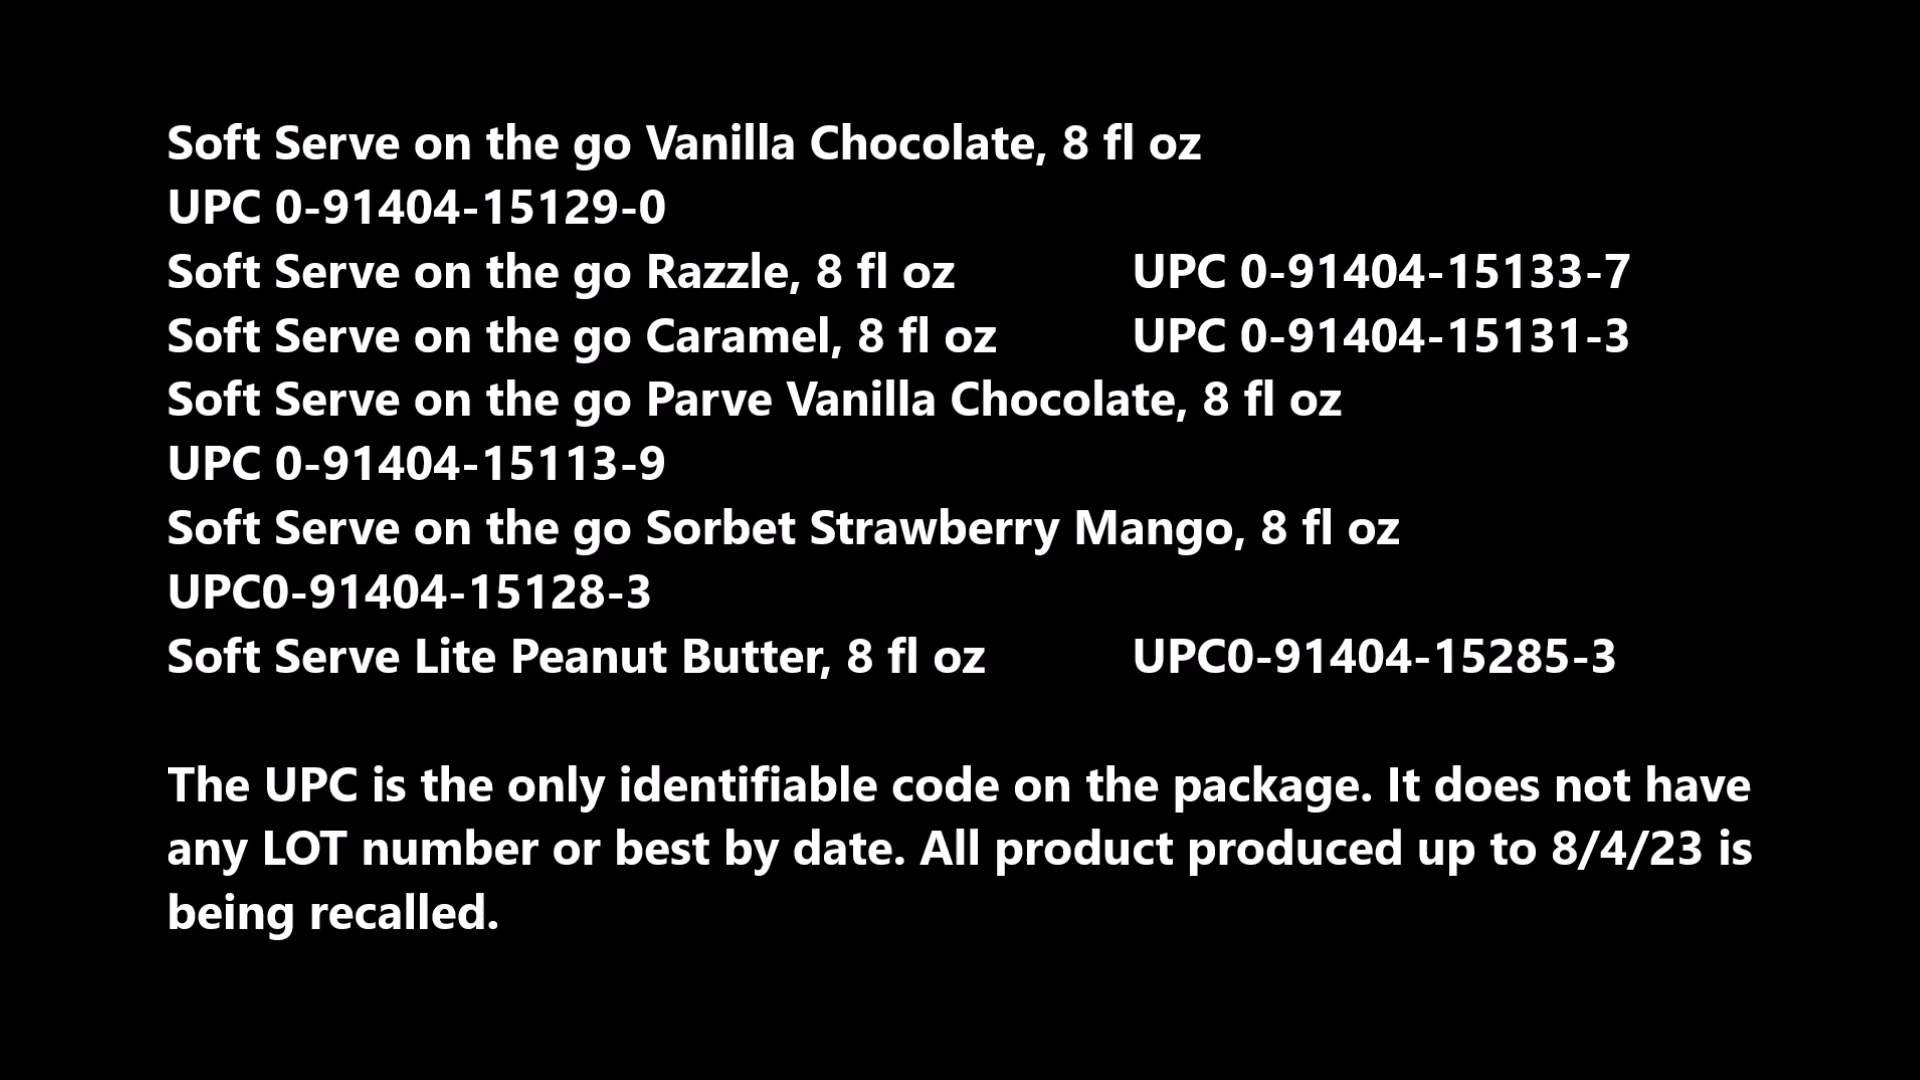 Soft Serve on the go Vanilla Chocolate, 8 fl oz
UPC 0-91404-15129-0
Soft Serve on the go Razzle, 8 fl oz UPC 0-91404-15133-7
Soft Serve on the go Caramel, 8 fl oz UPC 0-91404-15131-3
Soft Serve on the go Parve Vanilla Chocolate, 8 fl oz
UPC 0-91404-15113-9
Soft Serve on the go Sorbet Strawberry Mango, 8 fl oz
UPC0-91404-15128-3
Soft Serve Lite Peanut Butter, 8 fl oz UPC0-91404-15285-3
The UPC is the only identifiable code on the package. It does not have
any LOT number or best by date. All product produced up to 8/4/23 is
being recalled.